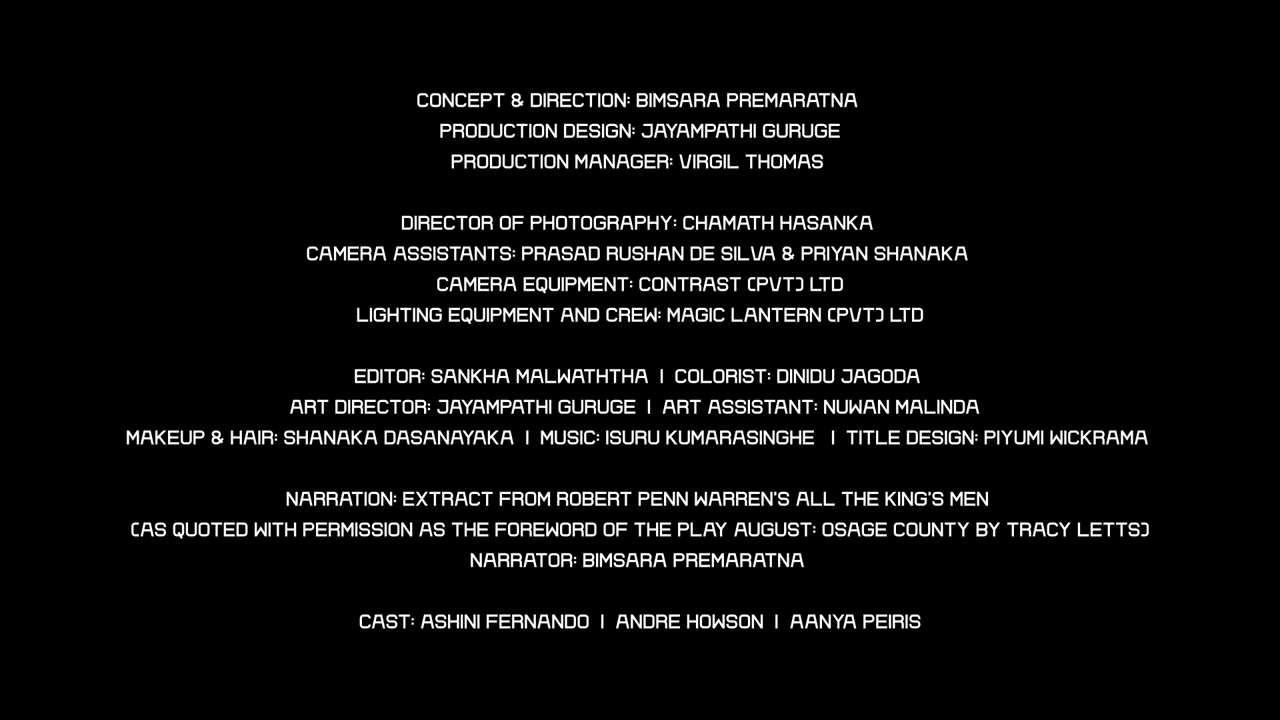 CONCEPT & DIRECTION: BIMSARA PREMARATNA
PRODUCTION DESIGN: JAYAMPATHI GURUGE
PRODUCTION MANAGER: VIRGIL THOMAS
DIRECTOR OF PHOTOGRAPHY: CHAMATH HASANKA
CAMERA ASSISTANTS: PRASAD RUSHAN DE SILVA & PRIYAN SHANAKA
CAMERA EQUIPMENT: CONTRAST (PVT) LTD
LIGHTING EQUIPMENT AND CREW: MAGIC LANTERN (PVT) LTD
EDITOR: SANKHA MALWATHTHA | COLORIST: DINIDU JAGODA
ART DIRECTOR: JAYAMPATHI GURUGE | ART ASSISTANT: NUWAN MALINDA
MAKEUP & HAIR: SHANAKA DASANAYAKA | MUSIC: ISURU KUMARASINGHE | TITLE DESIGN: PIYUMI WICKRAMA
NARRATION: EXTRACT FROM ROBERT PENN WARREN'S ALL THE KING'S MEN
(AS QUOTED WITH PERMISSION AS THE FOREWORD OF THE PLAY AUGUST: OSAGE COUNTY BY TRACY LETTS)
NARRATOR: BIMSARA PREMARATNA
CAST: ASHINI FERNANDO | ANDRE HOWSON | AANYA PEIRIS